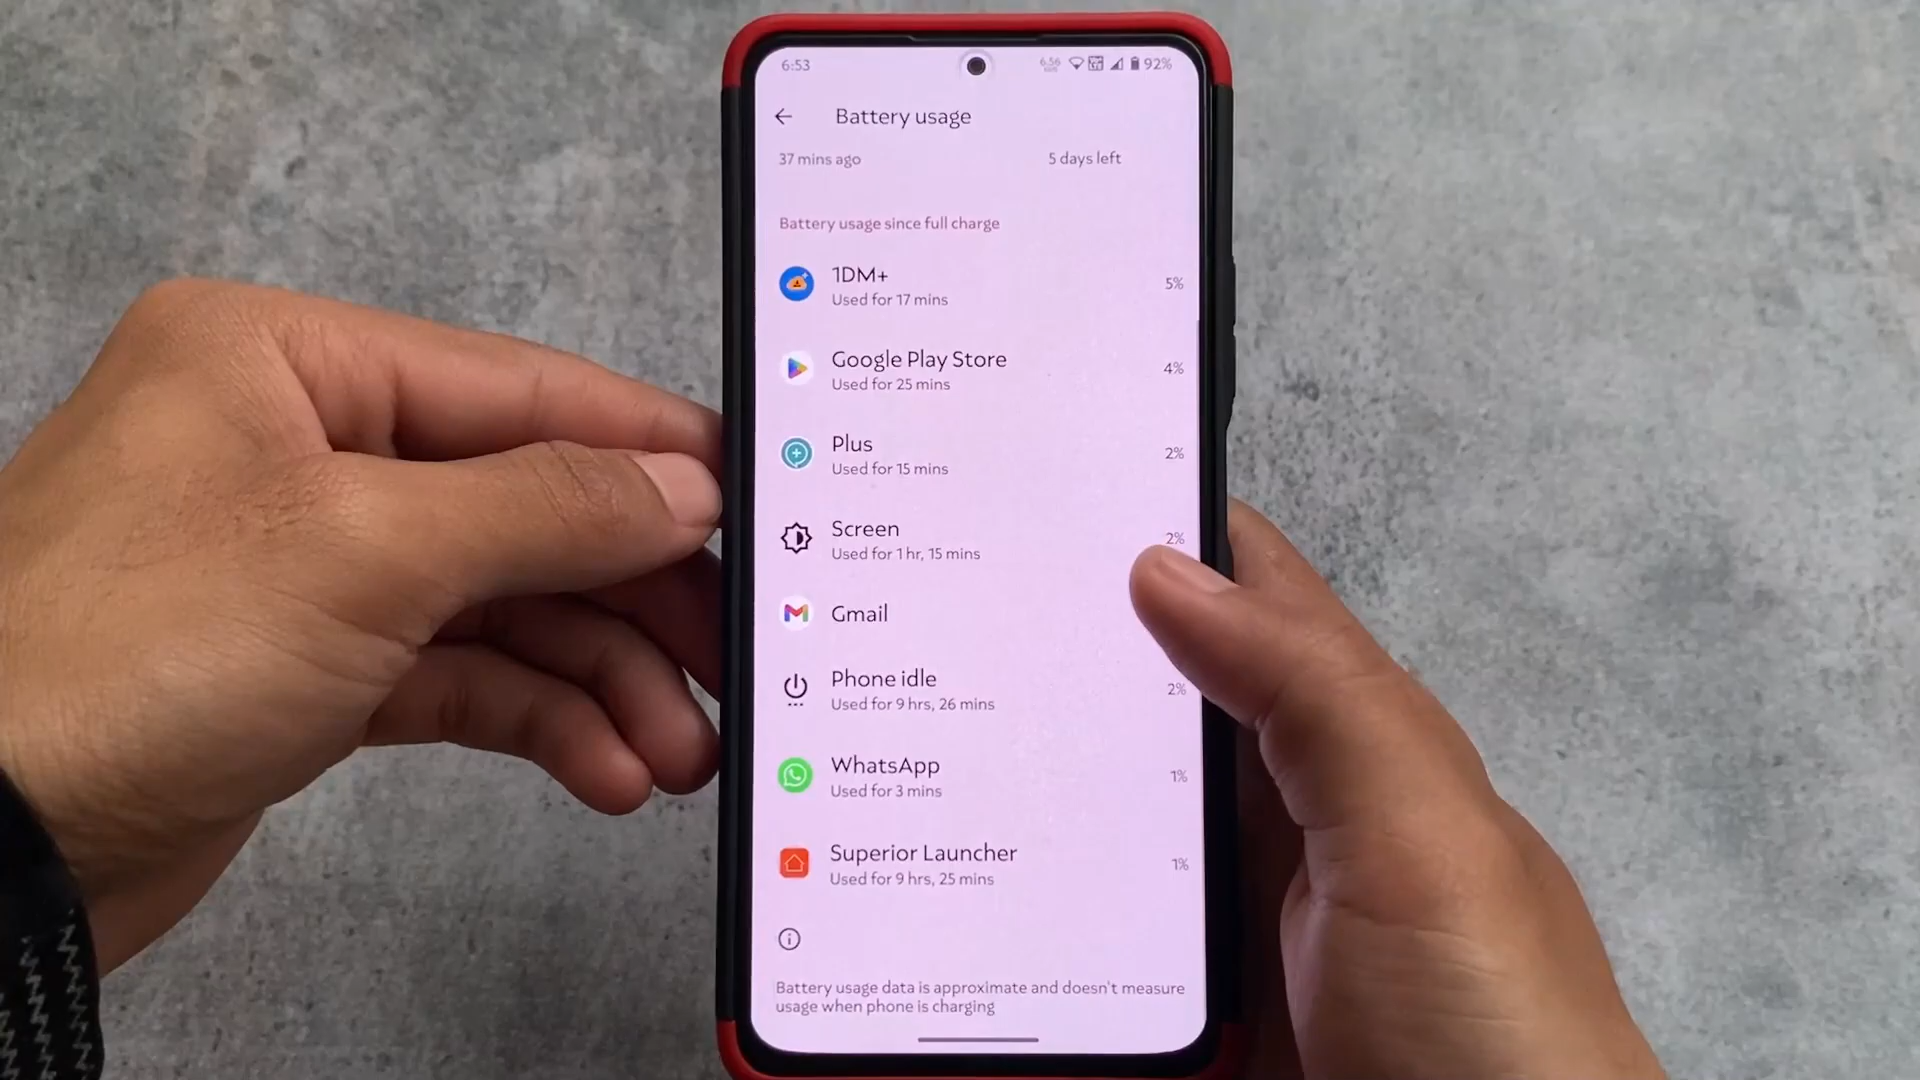 6:53
6.56
92%
Battery usage
37 mins ago
5 days left
Battery usage since full charge
1DM+
Used for 17 mins
5%
Google Play Store
Used for 25 mins
4%
Plus
Used for 15 mins
2%
Screen
Used for 1 hr, 15 mins
2%
Gmail
Phone idle
Used for 9 hrs, 26 mins
2%
WhatsApp
Used for 3 mins
1%
Superior Launcher
Used for 9 hrs, 25 mins
1%
Battery usage data is approximate and doesn't measure
usage when phone is charging